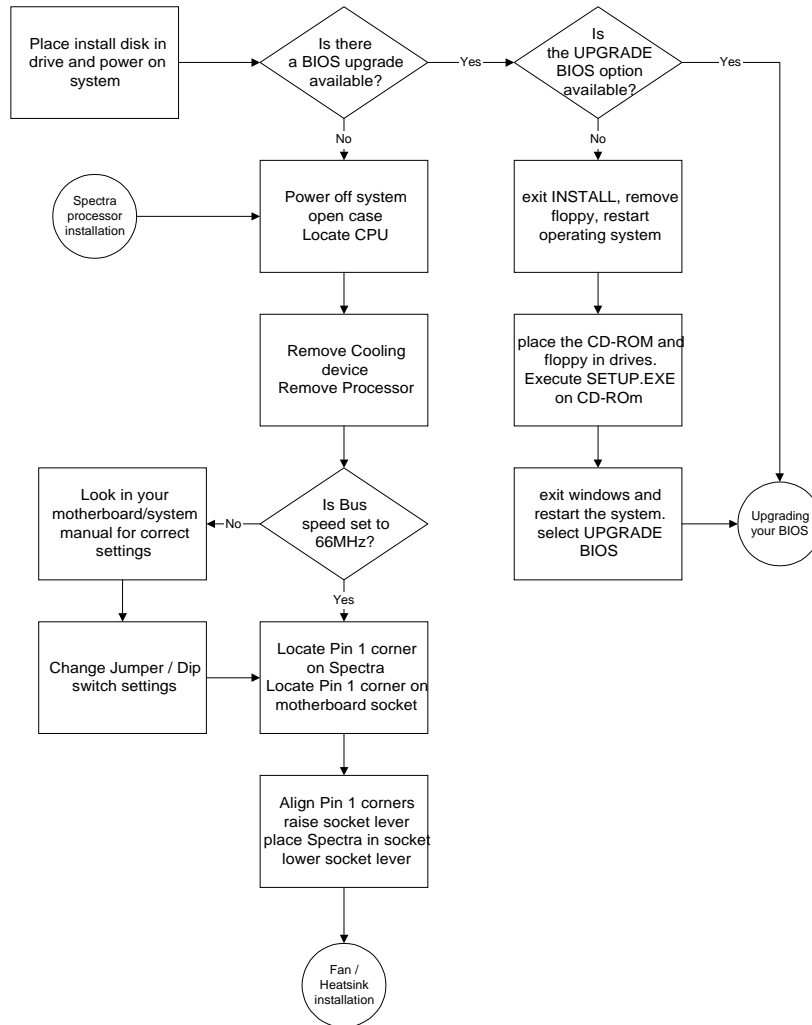 Place install disk in
drive and power on
system
Is there
a BIOS upgrade
available?
Yes
Is
the UPGRADE
BIOS option
available?
Yes
No
No
Spectra
processor
installation
Power off system
open case
Locate CPU
exit INSTALL, remove
floppy, restart
operating system
Remove Cooling
device
Remove Processor
place the CD-ROM and
floppy in drives.
Execute SETUP.EXE
on CD-ROm
Look in your
motherboard/system
manual for correct
settings
No
Is Bus
speed set to
66MHz?
exit windows and
restart the system.
select UPGRADE
BIOS
Upgrading
your BIOS
Yes
Change Jumper / Dip
switch settings
Locate Pin 1 corner
on Spectra
Locate Pin 1 corner on
motherboard socket
Align Pin 1 corners
raise socket lever
place Spectra in socket
lower socket lever
Fan /
Heatsink
installation